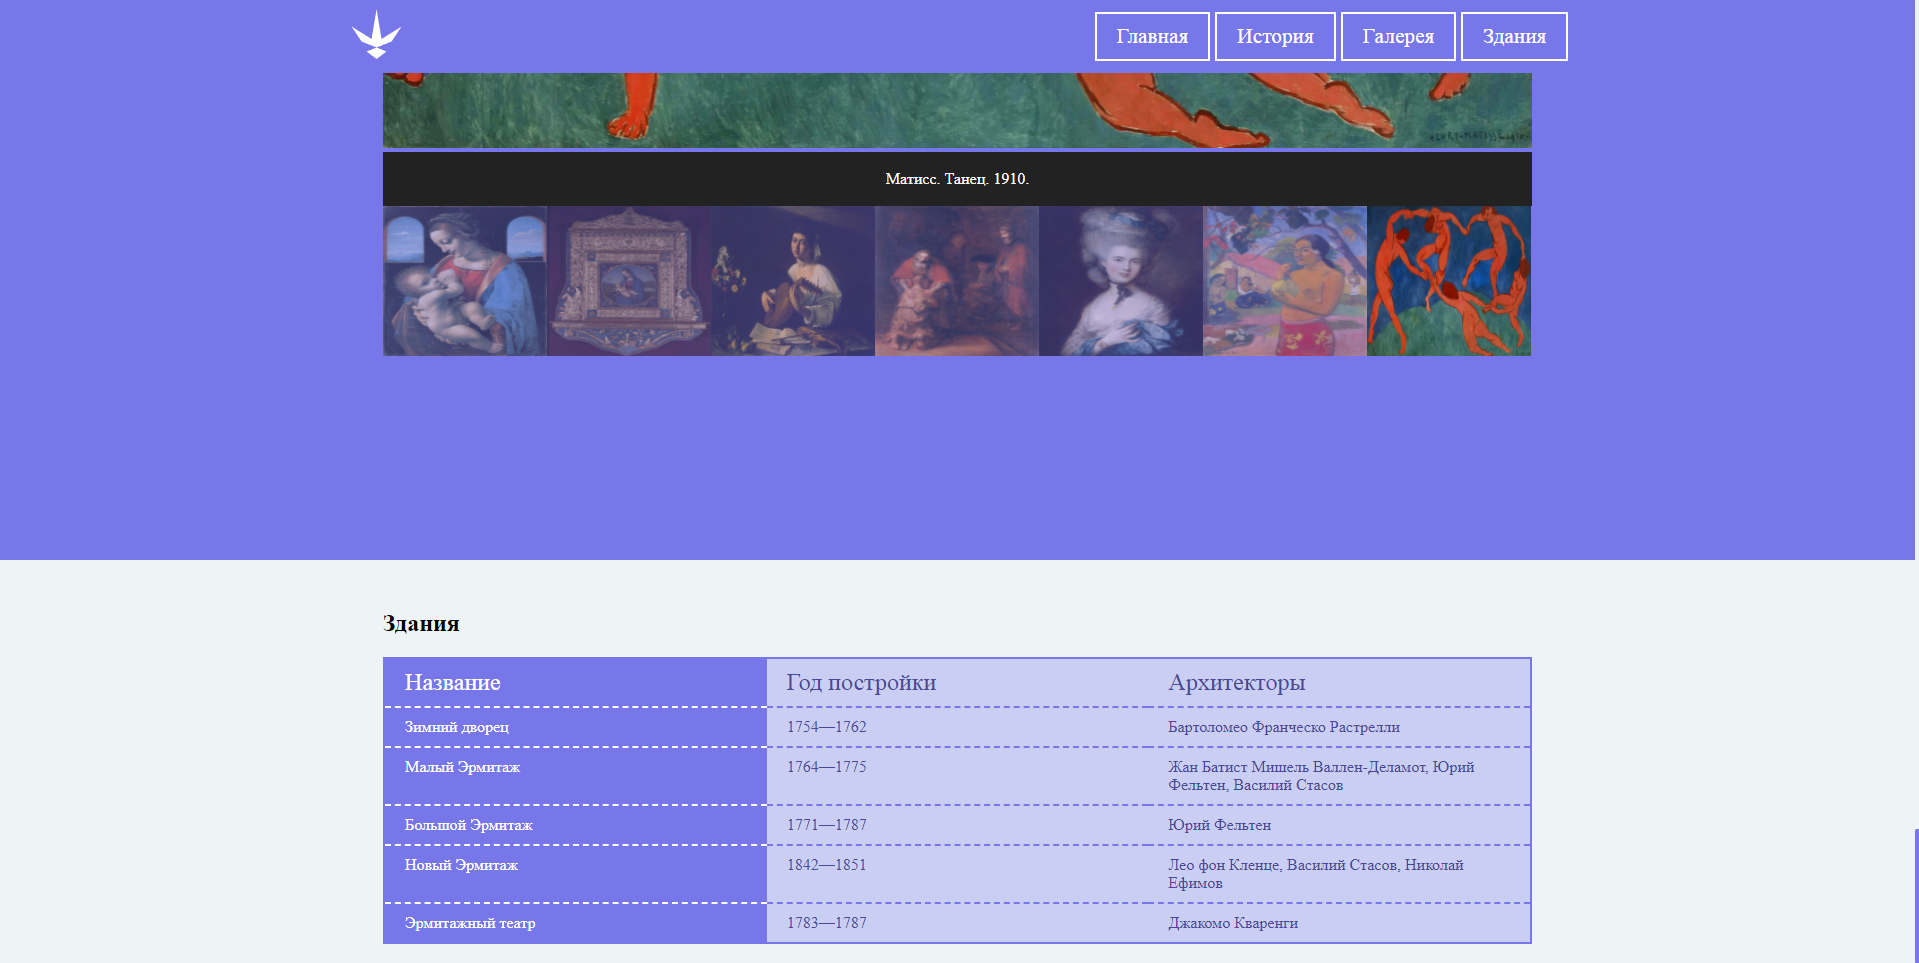 Главная История Галерея Здания
Матисс. Танец. 1910.
Здания
Название Год постройки Архитекторы
Зимний дворец 1754—1762 Бартоломео Франческо Растрелли
Малый Эрмитаж 1764—1775 Жан Батист Мишель Валлен-Деламот, Юрий
Фельтен, Василий Стасов
Большой Эрмитаж 1771—1787 Юрий Фельтен
Новый Эрмитаж 1842—1851 Лео фон Кленце, Василий Стасов, Николай
Ефимов
Эрмитажный театр 1783—1787 Джакомо Кваренги